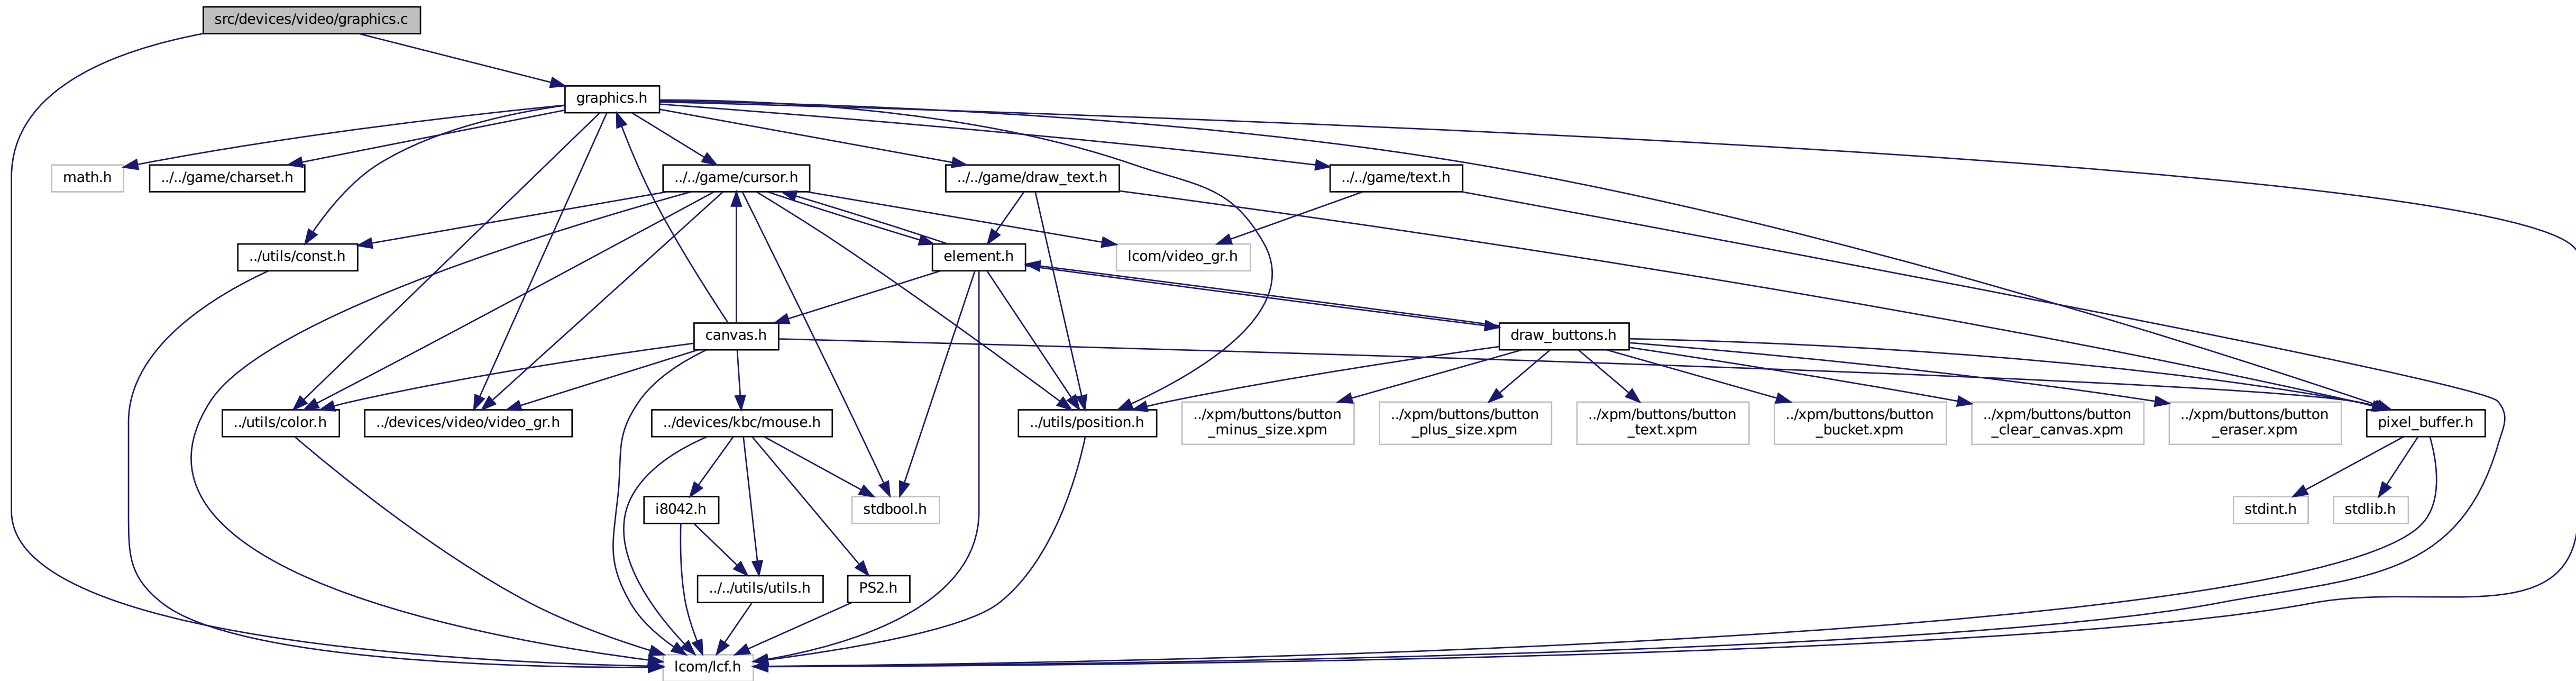 src/devices/video/graphics.c
graphics.h
math.h
../../game/charset.h
../../game/cursor.h
../../game/draw_text.h
../../game/text.h
../utils/const.h
element.h
lcom/video_gr.h
canvas.h
draw_buttons.h
../utils/color.h
../devices/video/video_gr.h
../devices/kbc/mouse.h
../utils/position.h
../xpm/buttons/button
_minus_size.xpm
../xpm/buttons/button
_plus_size.xpm
../xpm/buttons/button
_text.xpm
../xpm/buttons/button
_bucket.xpm
../xpm/buttons/button
_clear_canvas.xpm
../xpm/buttons/button
_eraser.xpm
pixel_buffer.h
i8042.h
stdbool.h
stdint.h
stdlib.h
../../utils/utils.h
PS2.h
lcom/lcf.h